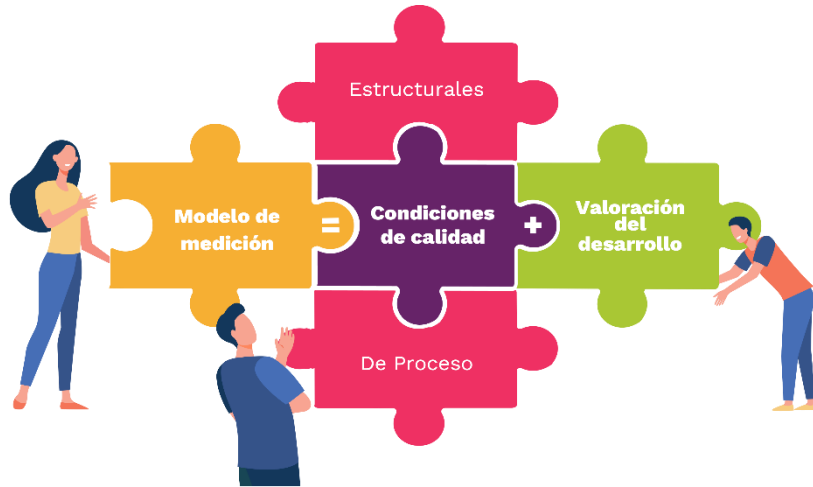 Estructurales
Modelo de
medición
=
Condiciones
de calidad
+
Valoración
del
desarrollo
De Proceso